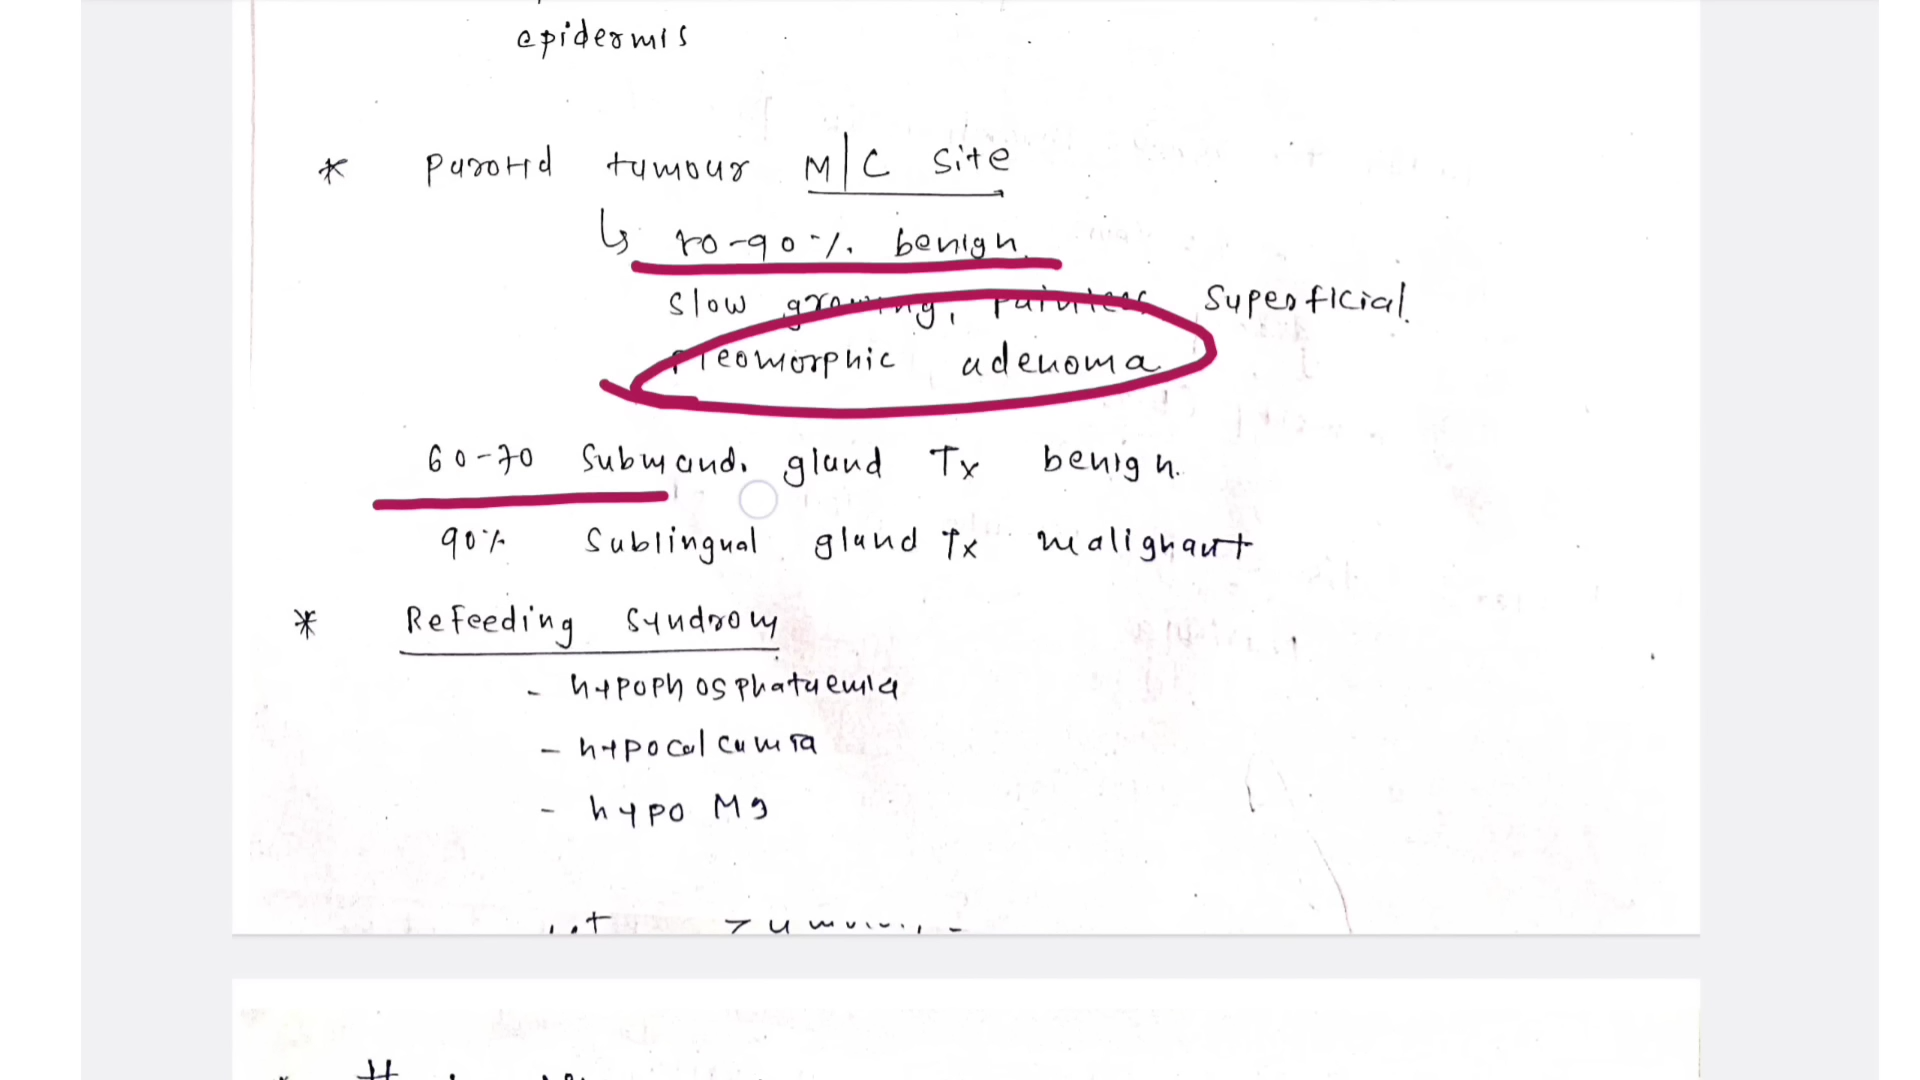 epidermis
* Parotid tumour M/C site
↳ 80-90% benign
slow growing, painless superficial
pleomorphic adenoma
60-70 Submand. gland Tx benign.
90% Sublingual gland Tx malignant
* Refeeding syndrom
- hypophosphataemia
- hypocalcumia
- hypo Mg